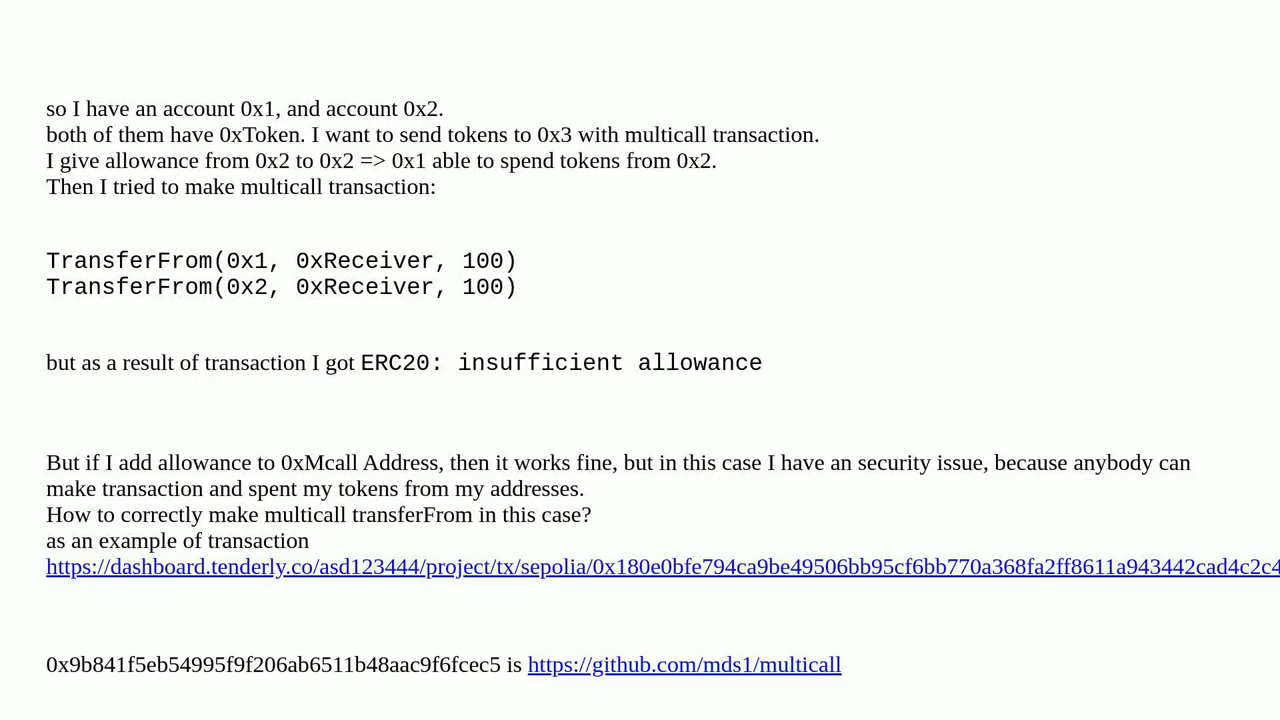 so I have an account 0x1, and account 0x2.
both of them have 0xToken. I want to send tokens to 0x3 with multicall transaction.
I give allowance from 0x2 to 0x2 => 0x1 able to spend tokens from 0x2.
Then I tried to make multicall transaction:
TransferFrom(0x1, 0xReceiver, 100)
TransferFrom(0x2, 0xReceiver, 100)
but as a result of transaction I got ERC20: insufficient allowance
But if I add allowance to 0xMcall Address, then it works fine, but in this case I have an security issue, because anybody can
make transaction and spent my tokens from my addresses.
How to correctly make multicall transferFrom in this case?
as an example of transaction
https://dashboard.tenderly.co/asd123444/project/tx/sepolia/0x180e0bfe794ca9be49506bb95cf6bb770a368fa2ff8611a943442cad4c2c4
0x9b841f5eb54995f9f206ab6511b48aac9f6fcec5 is https://github.com/mds1/multicall